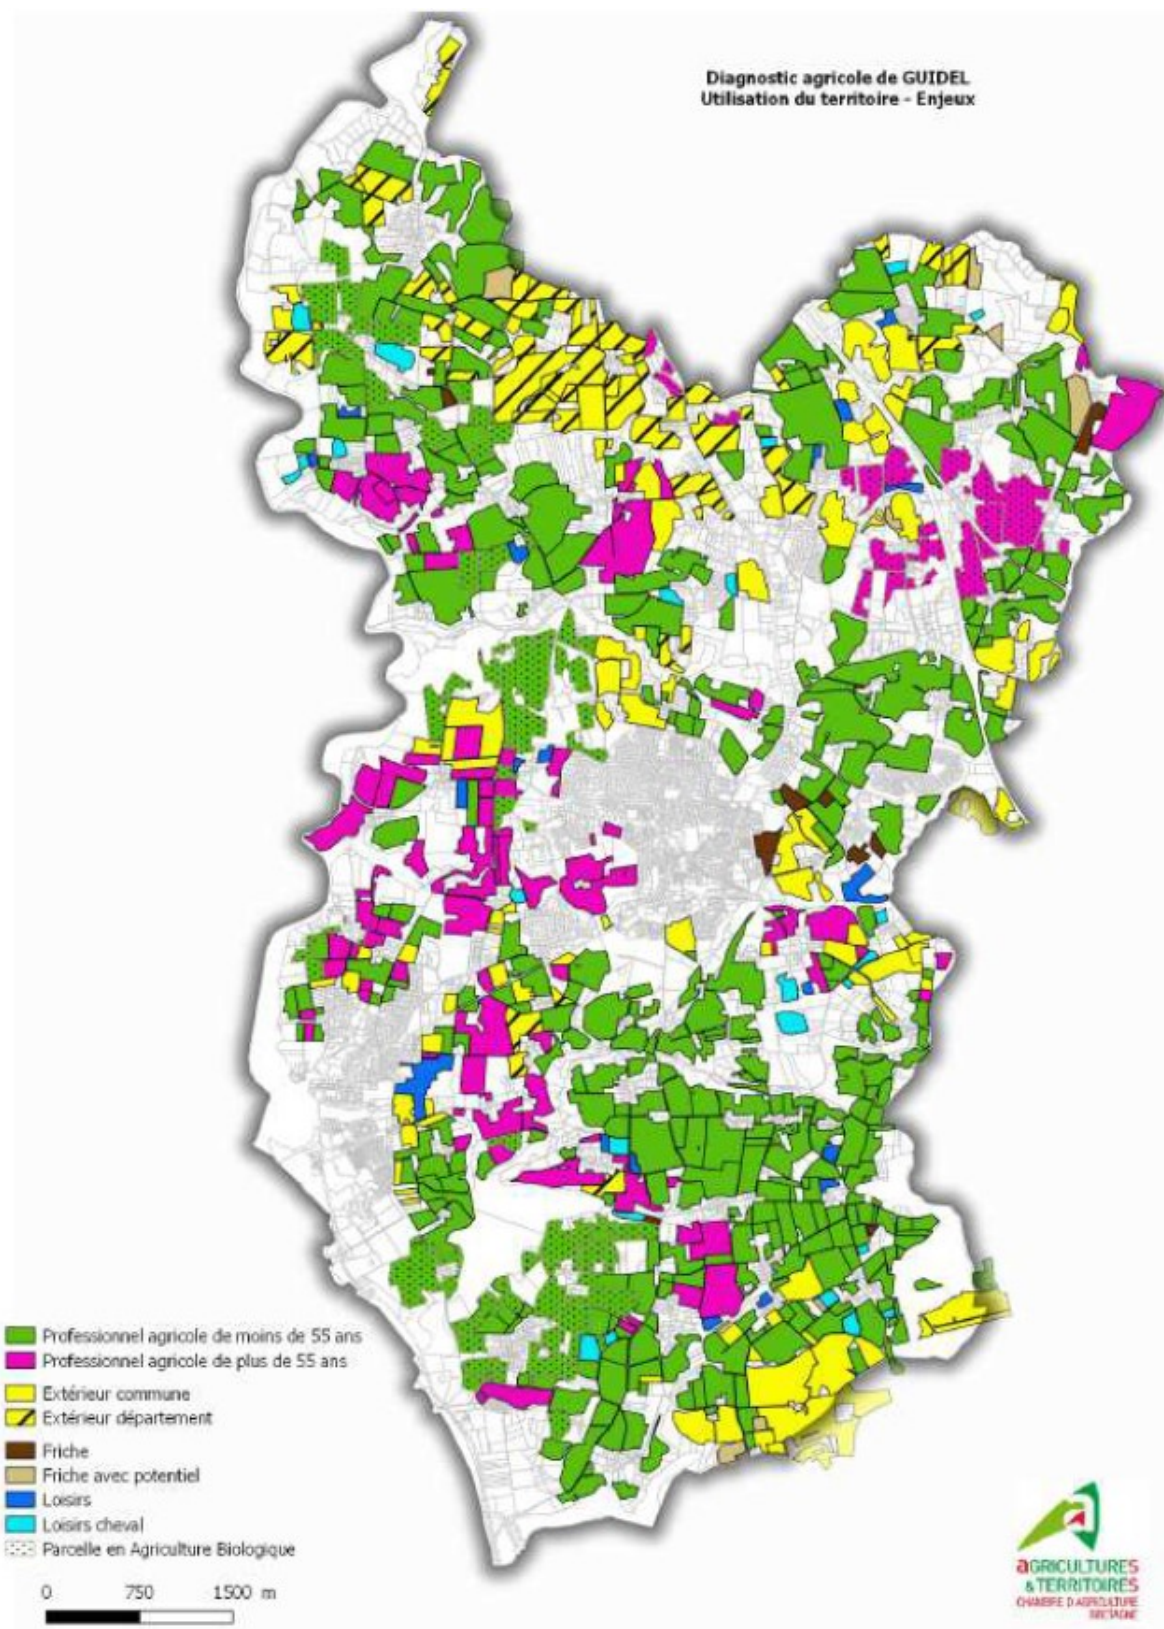 Diagnostic agricole de GUIDEL
Utilisation du territoire - Enjeux
Professionnel agricole de moins de 55 ans
Professionnel agricole de plus de 55 ans
Extérieur commune
Extérieur département
Friche
Friche avec potentiel
Loisirs
Loisirs cheval
Parcelle en Agriculture Biologique
0 750 1500 m
aGRICULTURES
& TERRITOIRES
CHAMBRE D'AGRICULTURE
BRETAGNE